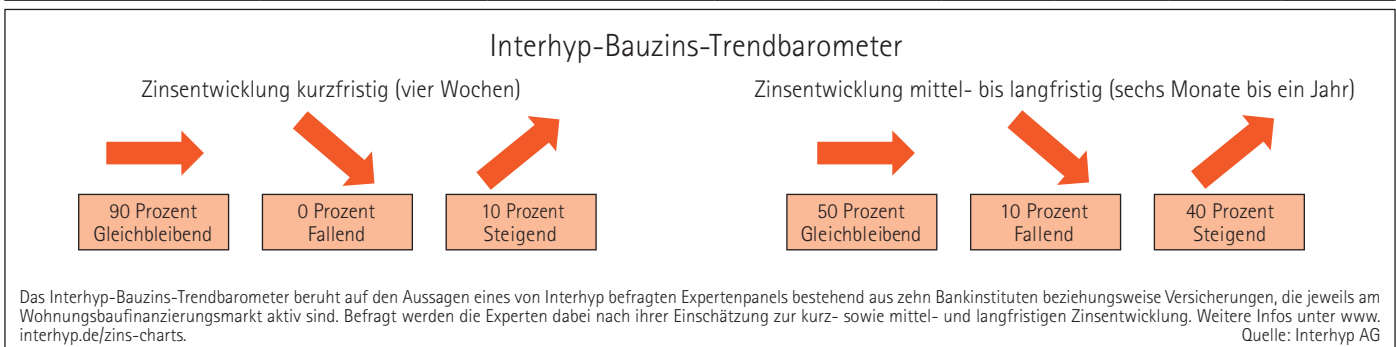 Interhyp-Bauzins-Trendbarometer
Zinsentwicklung kurzfristig (vier Wochen)
90 Prozent
Gleichbleibend
0 Prozent
Fallend
10 Prozent
Steigend
Zinsentwicklung mittel- bis langfristig (sechs Monate bis ein Jahr)
50 Prozent
Gleichbleibend
10 Prozent
Fallend
40 Prozent
Steigend
Das Interhyp-Bauzins-Trendbarometer beruht auf den Aussagen eines von Interhyp befragten Expertenpanels bestehend aus zehn Bankinstituten beziehungsweise Versicherungen, die jeweils am
Wohnungsbaufinanzierungsmarkt aktiv sind. Befragt werden die Experten dabei nach ihrer Einschätzung zur kurz- sowie mittel- und langfristigen Zinsentwicklung. Weitere Infos unter www.
interhyp.de/zins-charts.
Quelle: Interhyp AG